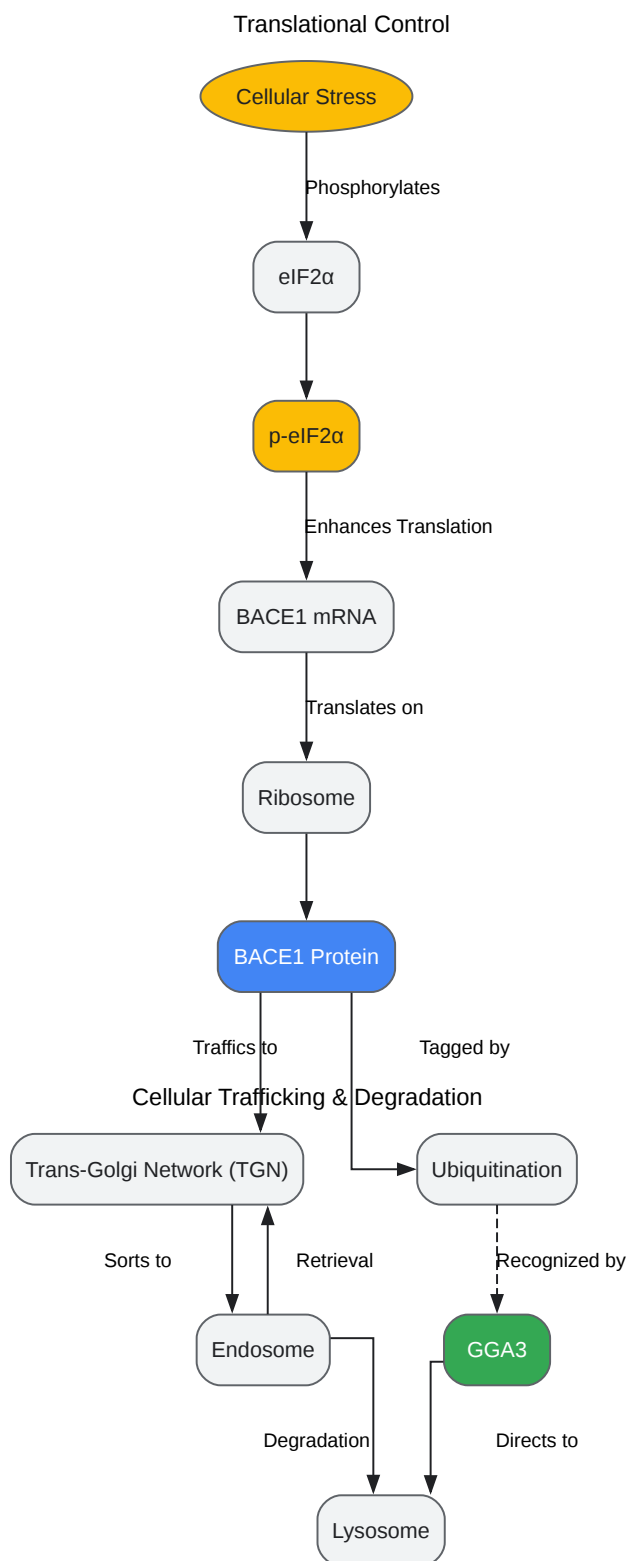 Translational Control
Cellular Stress
Phosphorylates
eIF2α
p-eIF2α
Enhances Translation
BACE1 mRNA
Translates on
Ribosome
BACE1 Protein
Traffics to
Tagged by
Cellular Trafficking & Degradation
Trans-Golgi Network (TGN)
Ubiquitination
Sorts to
Retrieval
Recognized by
Endosome
GGA3
Degradation
Directs to
Lysosome